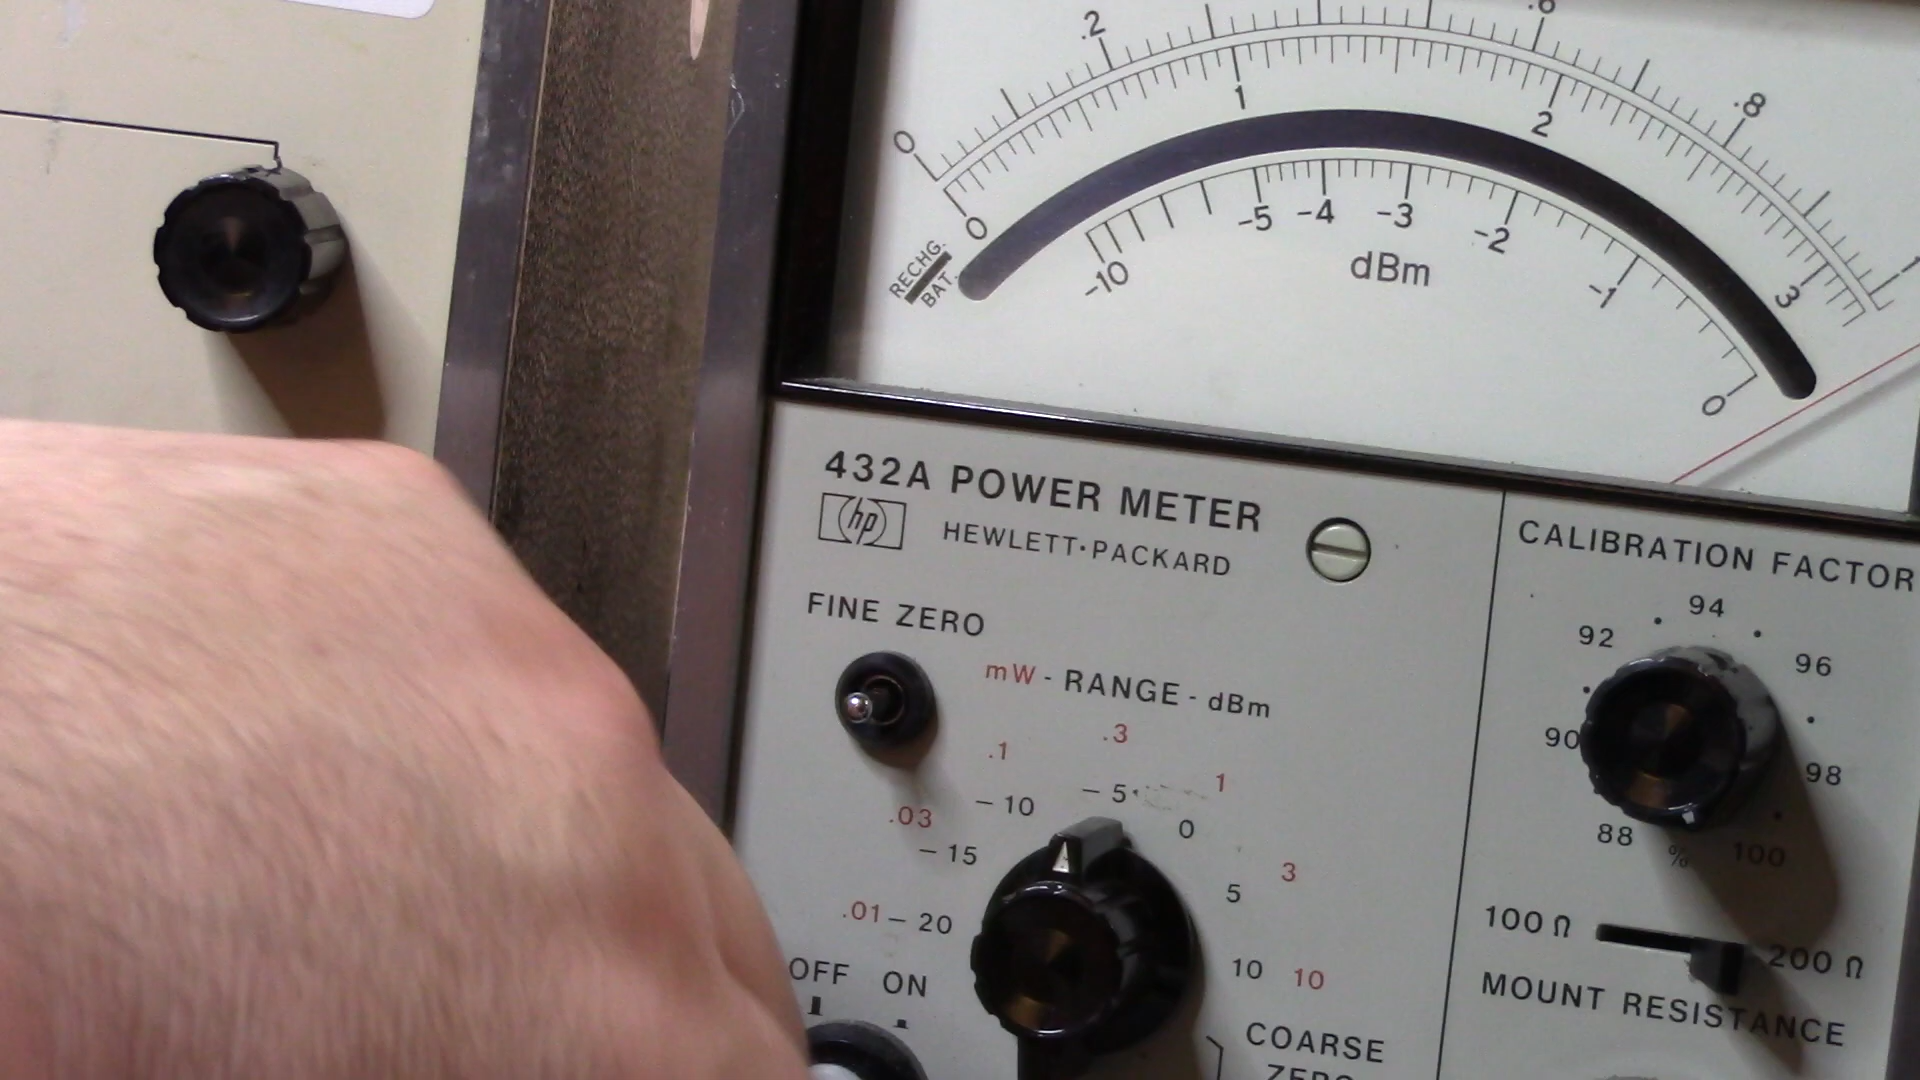 0 .2 .6 .8 1
0 1 2 3
RECHG.
BAT.
-10 -5 -4 -3 -2 -1 0
dBm
432A POWER METER
hp HEWLETT·PACKARD
FINE ZERO
mW - RANGE - dBm
.01 .03 .1 .3 1 3 10
-20 -15 -10 -5 0 5 10
OFF ON
COARSE
ZERO
CALIBRATION FACTOR
88 90 92 94 96 98 100
%
100 Ω 200 Ω
MOUNT RESISTANCE